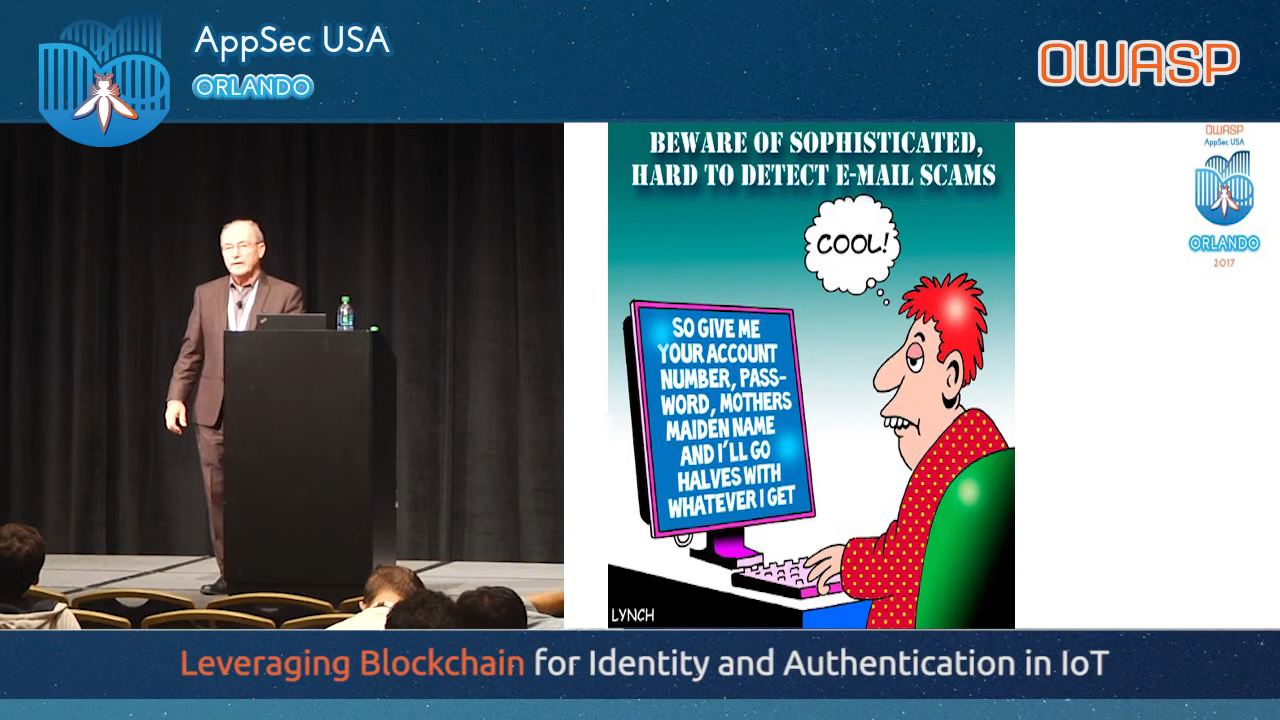 AppSec USA
ORLANDO
OWASP
BEWARE OF SOPHISTICATED,
HARD TO DETECT E-MAIL SCAMS
COOL!
SO GIVE ME
YOUR ACCOUNT
NUMBER, PASS-
WORD, MOTHERS
MAIDEN NAME
AND I'LL GO
HALVES WITH
WHATEVER I GET
LYNCH
OWASP
AppSec USA
ORLANDO
2017
Leveraging Blockchain for Identity and Authentication in IoT